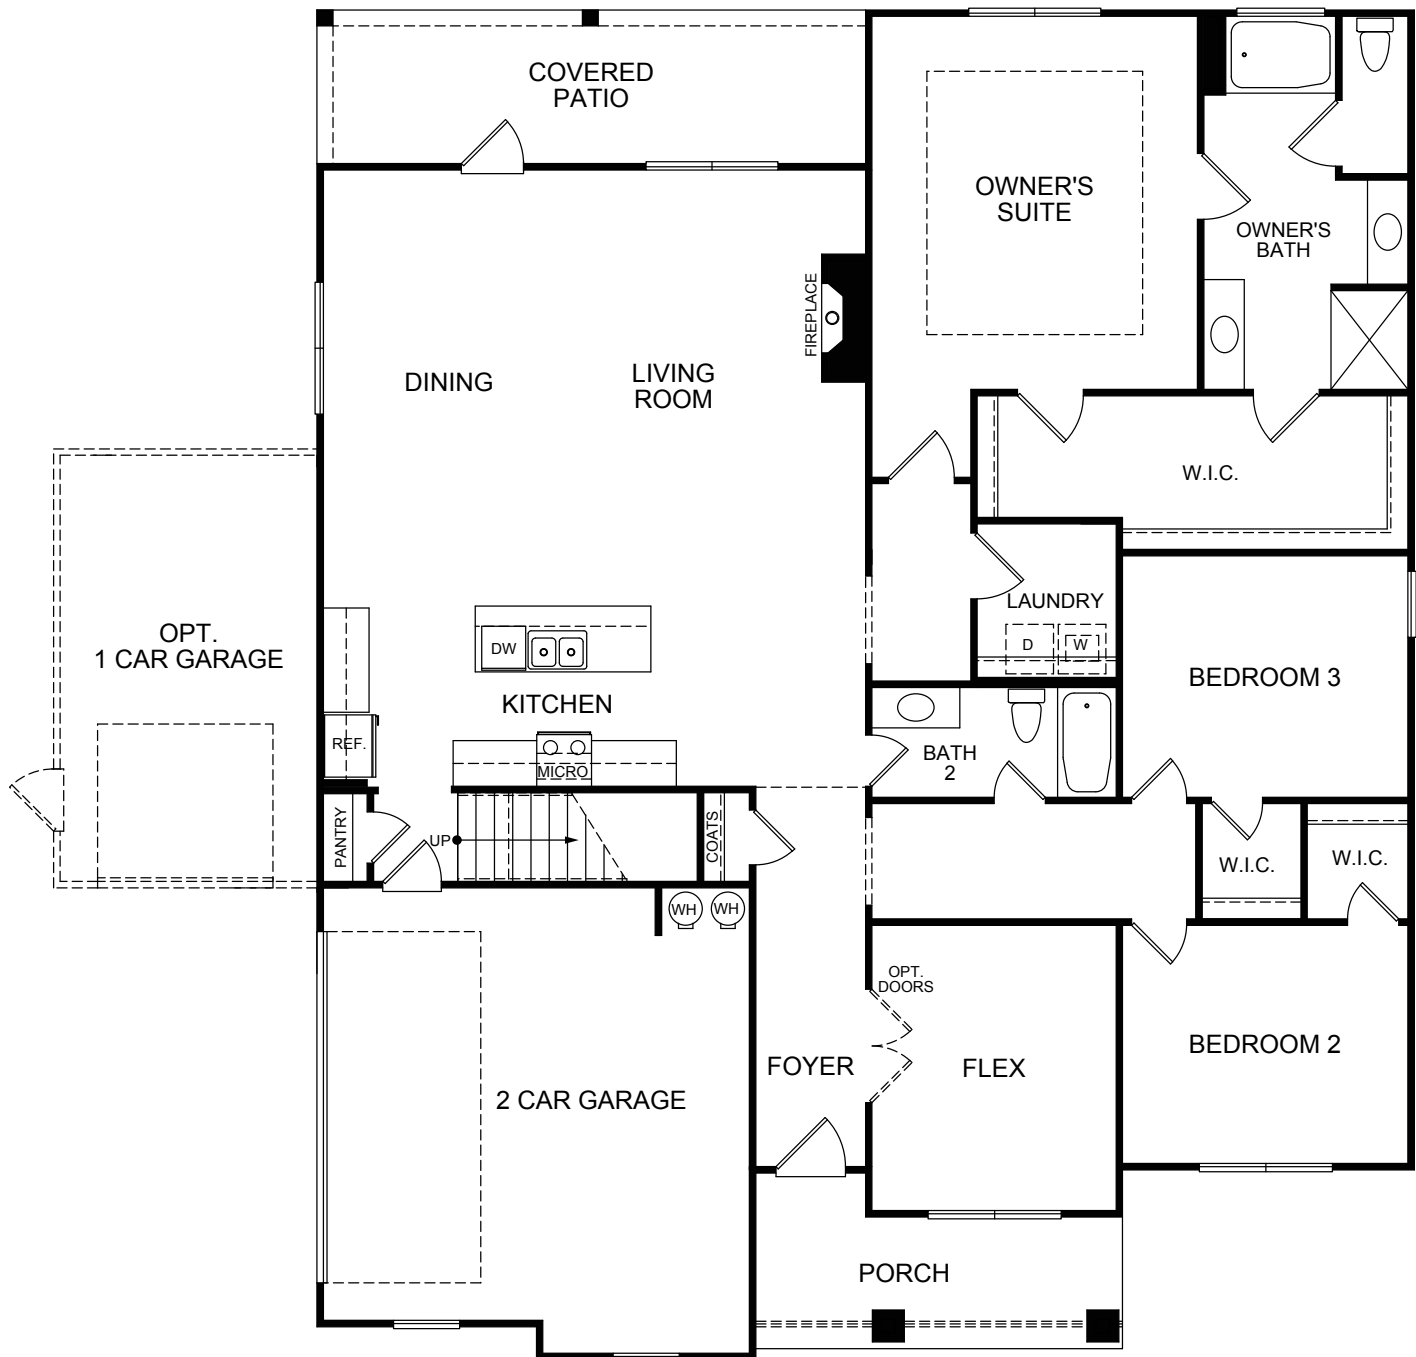 COVERED
PATIO
OWNER'S
SUITE
OWNER'S
BATH
FIREPLACE
DINING
LIVING
ROOM
W.I.C.
LAUNDRY
D
W
OPT.
1 CAR GARAGE
DW
KITCHEN
BEDROOM 3
REF.
MICRO
BATH
2
PANTRY
UP
COATS
W.I.C.
W.I.C.
WH
WH
OPT.
DOORS
BEDROOM 2
FOYER
FLEX
2 CAR GARAGE
PORCH